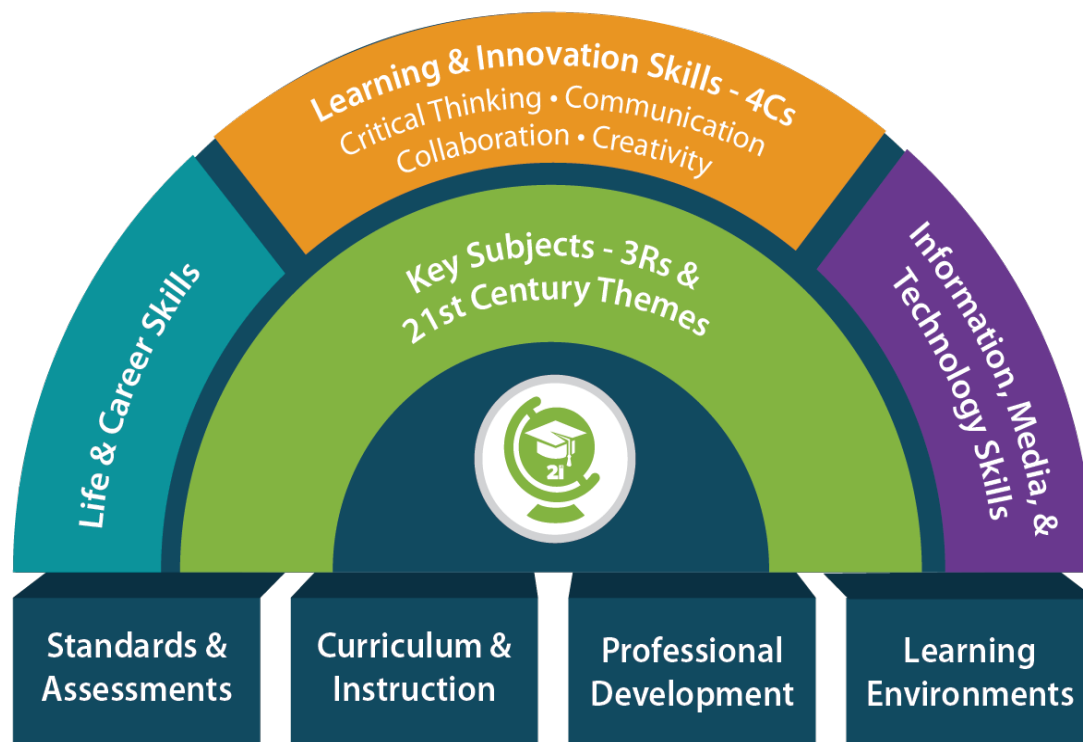 Learning & Innovation Skills - 4Cs
Critical Thinking • Communication
Collaboration • Creativity
Life & Career Skills
Key Subjects - 3Rs &
21st Century Themes
Information, Media, &
Technology Skills
2i
Standards &
Assessments
Curriculum &
Instruction
Professional
Development
Learning
Environments